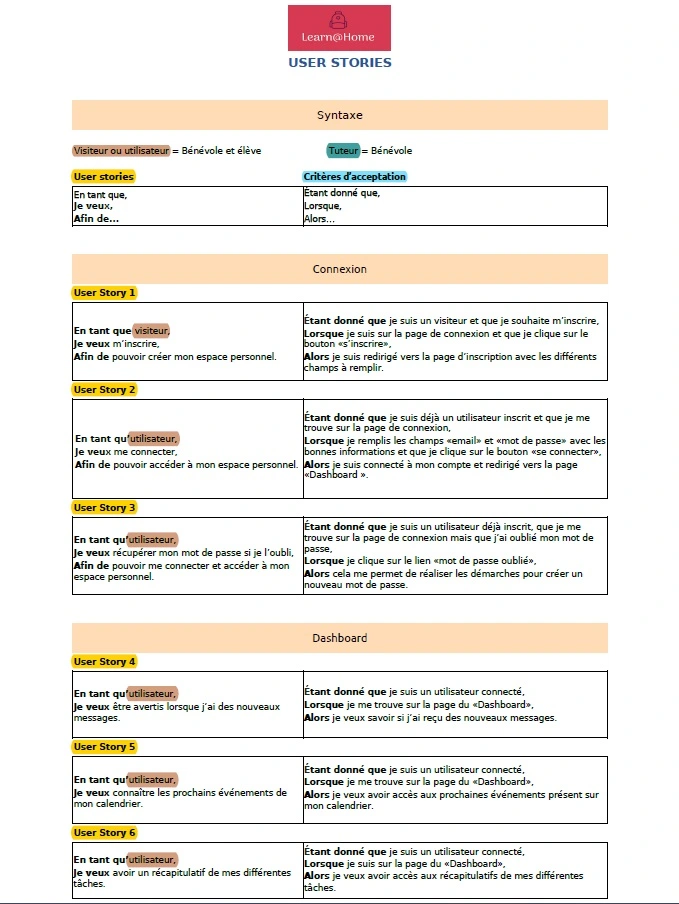 Learn@Home
USER STORIES
Syntaxe
Visiteur ou utilisateur = Bénévole et élève
Tuteur = Bénévole
User stories
Critères d'acceptation
En tant que,
Je veux,
Afin de...
Étant donné que,
Lorsque,
Alors...
Connexion
User Story 1
En tant que visiteur,
Je veux m'inscrire,
Afin de pouvoir créer mon espace personnel.
Étant donné que je suis un visiteur et que je souhaite m'inscrire,
Lorsque je suis sur la page de connexion et que je clique sur le
bouton «s'inscrire»,
Alors je suis redirigé vers la page d'inscription avec les différents
champs à remplir.
User Story 2
En tant qu'utilisateur,
Je veux me connecter,
Afin de pouvoir accéder à mon espace personnel.
Étant donné que je suis déjà un utilisateur inscrit et que je me
trouve sur la page de connexion,
Lorsque je remplis les champs «email» et «mot de passe» avec les
bonnes informations et que je clique sur le bouton «se connecter»,
Alors je suis connecté à mon compte et redirigé vers la page
«Dashboard ».
User Story 3
En tant qu'utilisateur,
Je veux récupérer mon mot de passe si je l'oubli,
Afin de pouvoir me connecter et accéder à mon
espace personnel.
Étant donné que je suis un utilisateur déjà inscrit, que je me
trouve sur la page de connexion mais que j'ai oublié mon mot de
passe,
Lorsque je clique sur le lien «mot de passe oublié»,
Alors cela me permet de réaliser les démarches pour créer un
nouveau mot de passe.
Dashboard
User Story 4
En tant qu'utilisateur,
Je veux être avertis lorsque j'ai des nouveaux
messages.
Étant donné que je suis un utilisateur connecté,
Lorsque je me trouve sur la page du «Dashboard»,
Alors je veux savoir si j'ai reçu des nouveaux messages.
User Story 5
En tant qu'utilisateur,
Je veux connaître les prochains événements de
mon calendrier.
Étant donné que je suis un utilisateur connecté,
Lorsque je me trouve sur la page du «Dashboard»,
Alors je veux avoir accès aux prochaines événements présent sur
mon calendrier.
User Story 6
En tant qu'utilisateur,
Je veux avoir un récapitulatif de mes différentes
tâches.
Étant donné que je suis un utilisateur connecté,
Lorsque je suis sur la page du «Dashboard»,
Alors je veux avoir accès aux récapitulatifs de mes différentes
tâches.